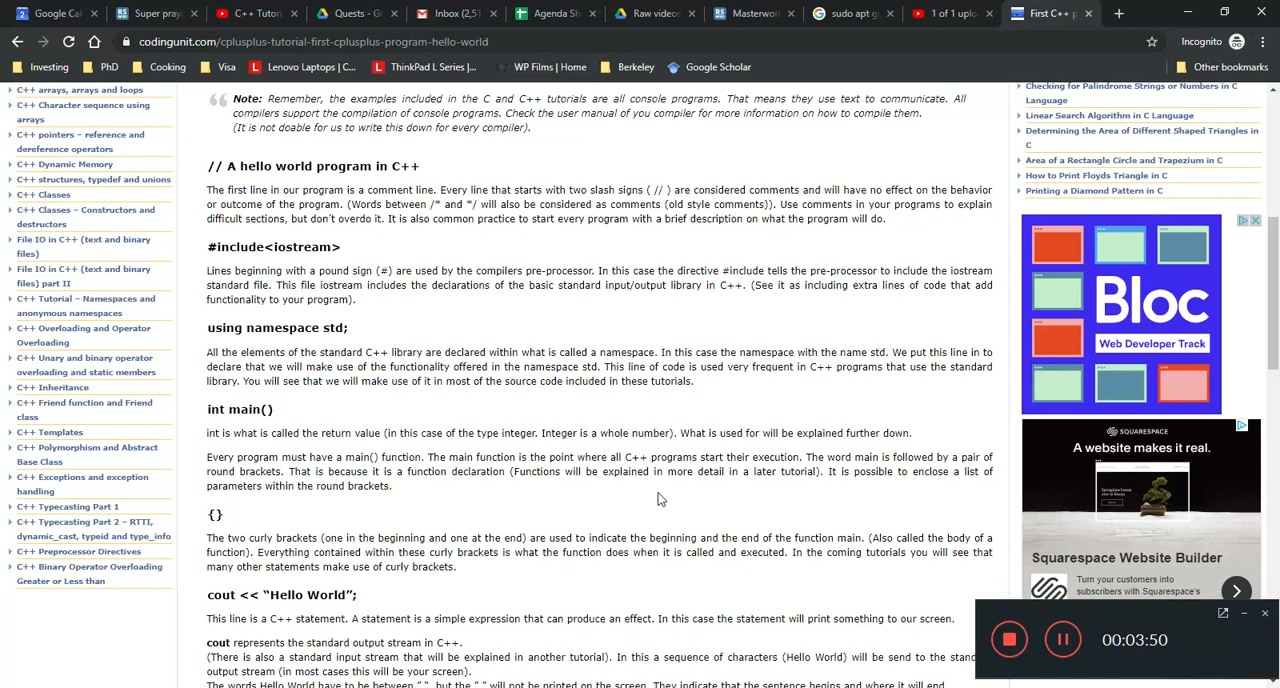 Google Cal
Super pray
C++ Tutori
Quests - Go
Inbox (2,51
Agenda Sh
Raw videos
Masterwo
sudo apt g
1 of 1 uplo
First C++ p
codingunit.com/cplusplus-tutorial-first-cplusplus-program-hello-world
Incognito
Investing
PhD
Cooking
Visa
Lenovo Laptops | C...
ThinkPad L Series |...
WP Films | Home
Berkeley
Google Scholar
Other bookmarks
C++ arrays, arrays and loops
C++ Character sequence using
arrays
C++ pointers – reference and
dereference operators
C++ Dynamic Memory
C++ structures, typedef and unions
C++ Classes
C++ Classes – Constructors and
destructors
File IO in C++ (text and binary
files)
File IO in C++ (text and binary
files) part II
C++ Tutorial – Namespaces and
anonymous namespaces
C++ Overloading and Operator
Overloading
C++ Unary and binary operator
overloading and static members
C++ Inheritance
C++ Friend function and Friend
class
C++ Templates
C++ Polymorphism and Abstract
Base Class
C++ Exceptions and exception
handling
C++ Typecasting Part 1
C++ Typecasting Part 2 – RTTI,
dynamic_cast, typeid and type_info
C++ Preprocessor Directives
C++ Binary Operator Overloading
Greater or Less than
Note: Remember, the examples included in the C and C++ tutorials are all console programs. That means they use text to communicate. All
compilers support the compilation of console programs. Check the user manual of you compiler for more information on how to compile them.
(It is not doable for us to write this down for every compiler).
// A hello world program in C++
The first line in our program is a comment line. Every line that starts with two slash signs ( // ) are considered comments and will have no effect on the behavior
or outcome of the program. (Words between /* and */ will also be considered as comments (old style comments)). Use comments in your programs to explain
difficult sections, but don’t overdo it. It is also common practice to start every program with a brief description on what the program will do.
#include<iostream>
Lines beginning with a pound sign (#) are used by the compilers pre-processor. In this case the directive #include tells the pre-processor to include the iostream
standard file. This file iostream includes the declarations of the basic standard input/output library in C++. (See it as including extra lines of code that add
functionality to your program).
using namespace std;
All the elements of the standard C++ library are declared within what is called a namespace. In this case the namespace with the name std. We put this line in to
declare that we will make use of the functionality offered in the namespace std. This line of code is used very frequent in C++ programs that use the standard
library. You will see that we will make use of it in most of the source code included in these tutorials.
int main()
int is what is called the return value (in this case of the type integer. Integer is a whole number). What is used for will be explained further down.
Every program must have a main() function. The main function is the point where all C++ programs start their execution. The word main is followed by a pair of
round brackets. That is because it is a function declaration (Functions will be explained in more detail in a later tutorial). It is possible to enclose a list of
parameters within the round brackets.
{}
The two curly brackets (one in the beginning and one at the end) are used to indicate the beginning and the end of the function main. (Also called the body of a
function). Everything contained within these curly brackets is what the function does when it is called and executed. In the coming tutorials you will see that
many other statements make use of curly brackets.
cout << “Hello World”;
This line is a C++ statement. A statement is a simple expression that can produce an effect. In this case the statement will print something to our screen.
cout represents the standard output stream in C++.
(There is also a standard input stream that will be explained in another tutorial). In this a sequence of characters (Hello World) will be send to the stand
output stream (in most cases this will be your screen).
The words Hello World have to be between ” “, but the ” ” will not be printed on the screen. They indicate that the sentence begins and where it will end.
Checking for Palindrome Strings or Numbers in C
Language
Linear Search Algorithm in C Language
Determining the Area of Different Shaped Triangles in
C
Area of a Rectangle Circle and Trapezium in C
How to Print Floyds Triangle in C
Printing a Diamond Pattern in C
Bloc
Web Developer Track
SQUARESPACE
A website makes it real.
Squarespace Website Builder
Turn your customers into
subscribers with Squarespace's
00:03:50